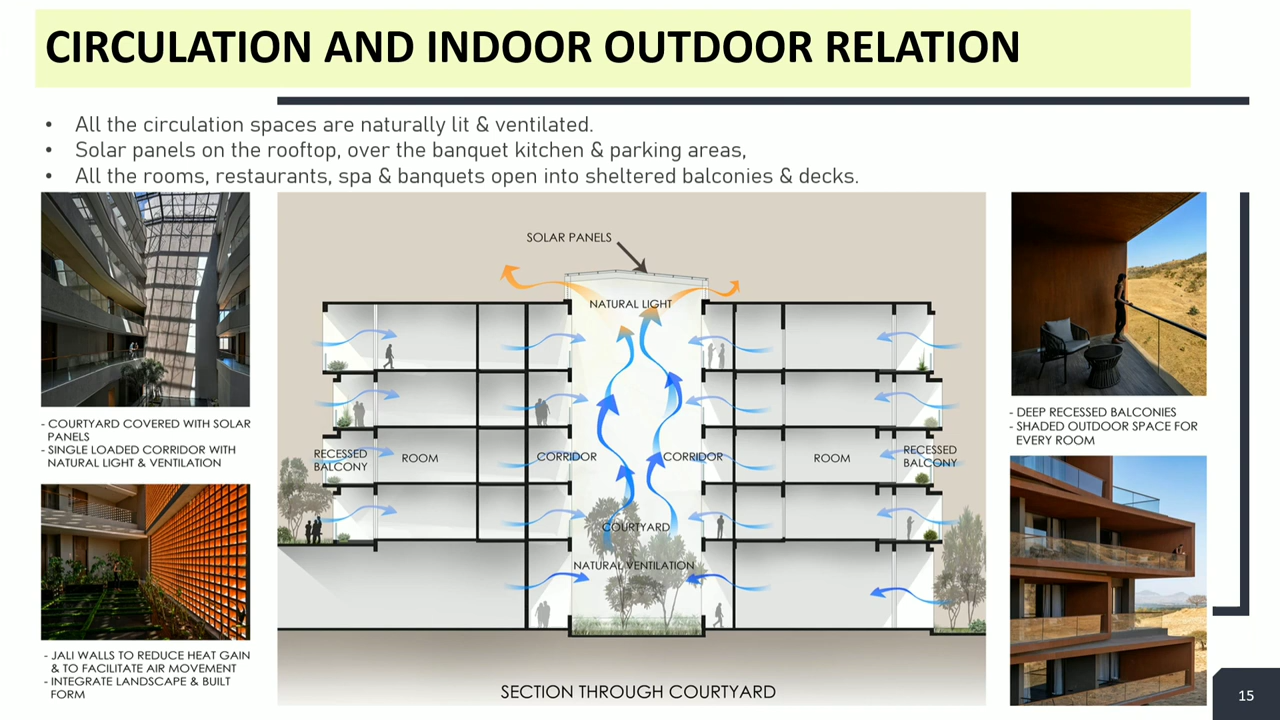 CIRCULATION AND INDOOR OUTDOOR RELATION
• All the circulation spaces are naturally lit & ventilated.
• Solar panels on the rooftop, over the banquet kitchen & parking areas,
• All the rooms, restaurants, spa & banquets open into sheltered balconies & decks.
- COURTYARD COVERED WITH SOLAR
PANELS
- SINGLE LOADED CORRIDOR WITH
NATURAL LIGHT & VENTILATION
- JALI WALLS TO REDUCE HEAT GAIN
& TO FACILITATE AIR MOVEMENT
- INTEGRATE LANDSCAPE & BUILT
FORM
SOLAR PANELS
NATURAL LIGHT
RECESSED
BALCONY
ROOM
CORRIDOR
CORRIDOR
ROOM
RECESSED
BALCONY
COURTYARD
NATURAL VENTILATION
SECTION THROUGH COURTYARD
- DEEP RECESSED BALCONIES
- SHADED OUTDOOR SPACE FOR
EVERY ROOM
15